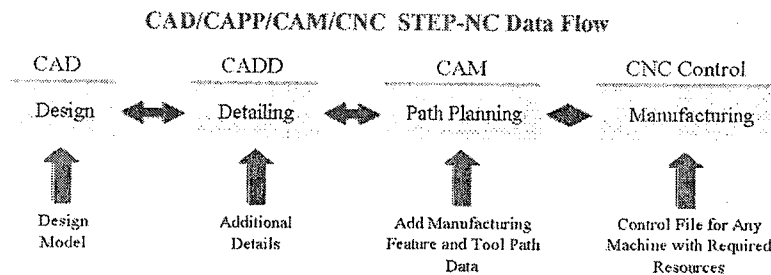 CAD/CAPP/CAM/CNC STEP-NC Data Flow
CAD
CADD
CAM
CNC Control
Design
Detailing
Path Planning
Manufacturing
Design
Model
Additional
Details
Add Manufacturing
Feature and Tool Path
Data
Control File for Any
Machine with Required
Resources